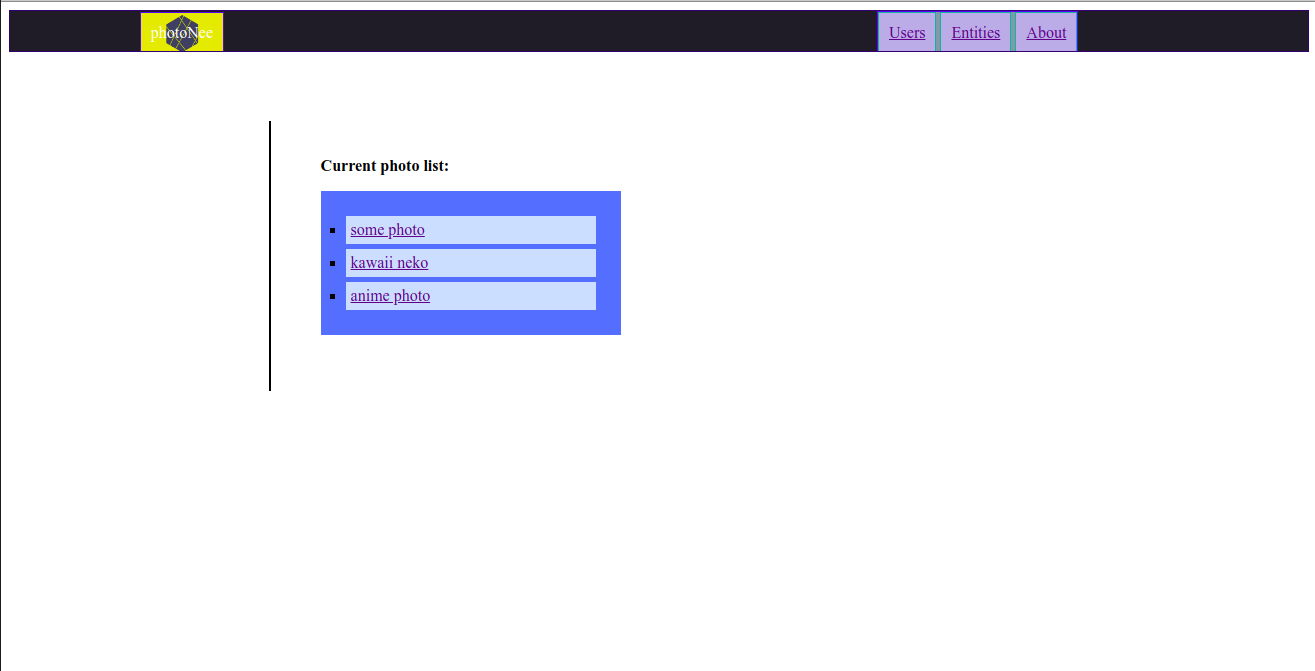 photoNee
Users Entities About
Current photo list:
some photo
kawaii neko
anime photo